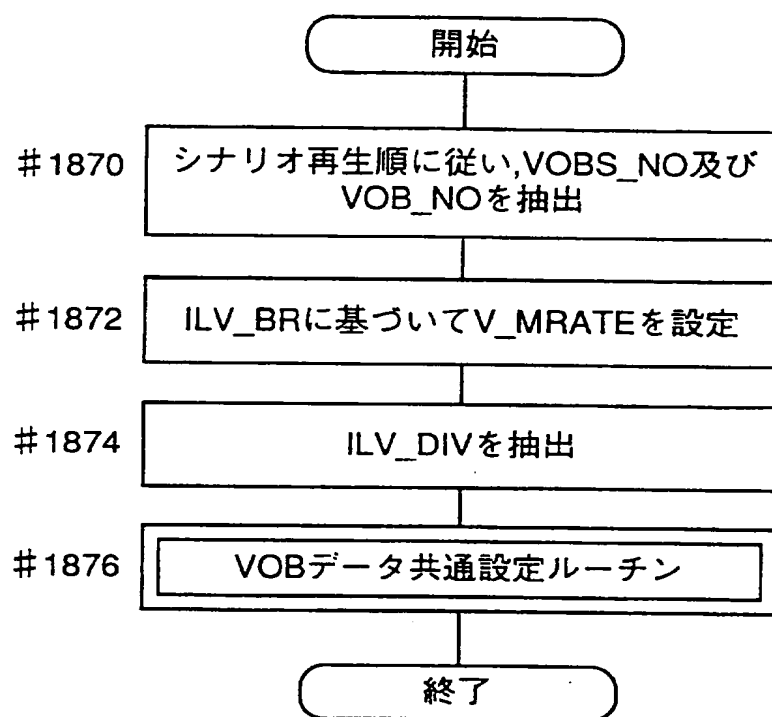 開始
#1870
シナリオ再生順に従い,VOBS_NO及び
VOB_NOを抽出
#1872
ILV_BRに基づいてV_MRATEを設定
#1874
ILV_DIVを抽出
#1876
VOBデータ共通設定ルーチン
終了